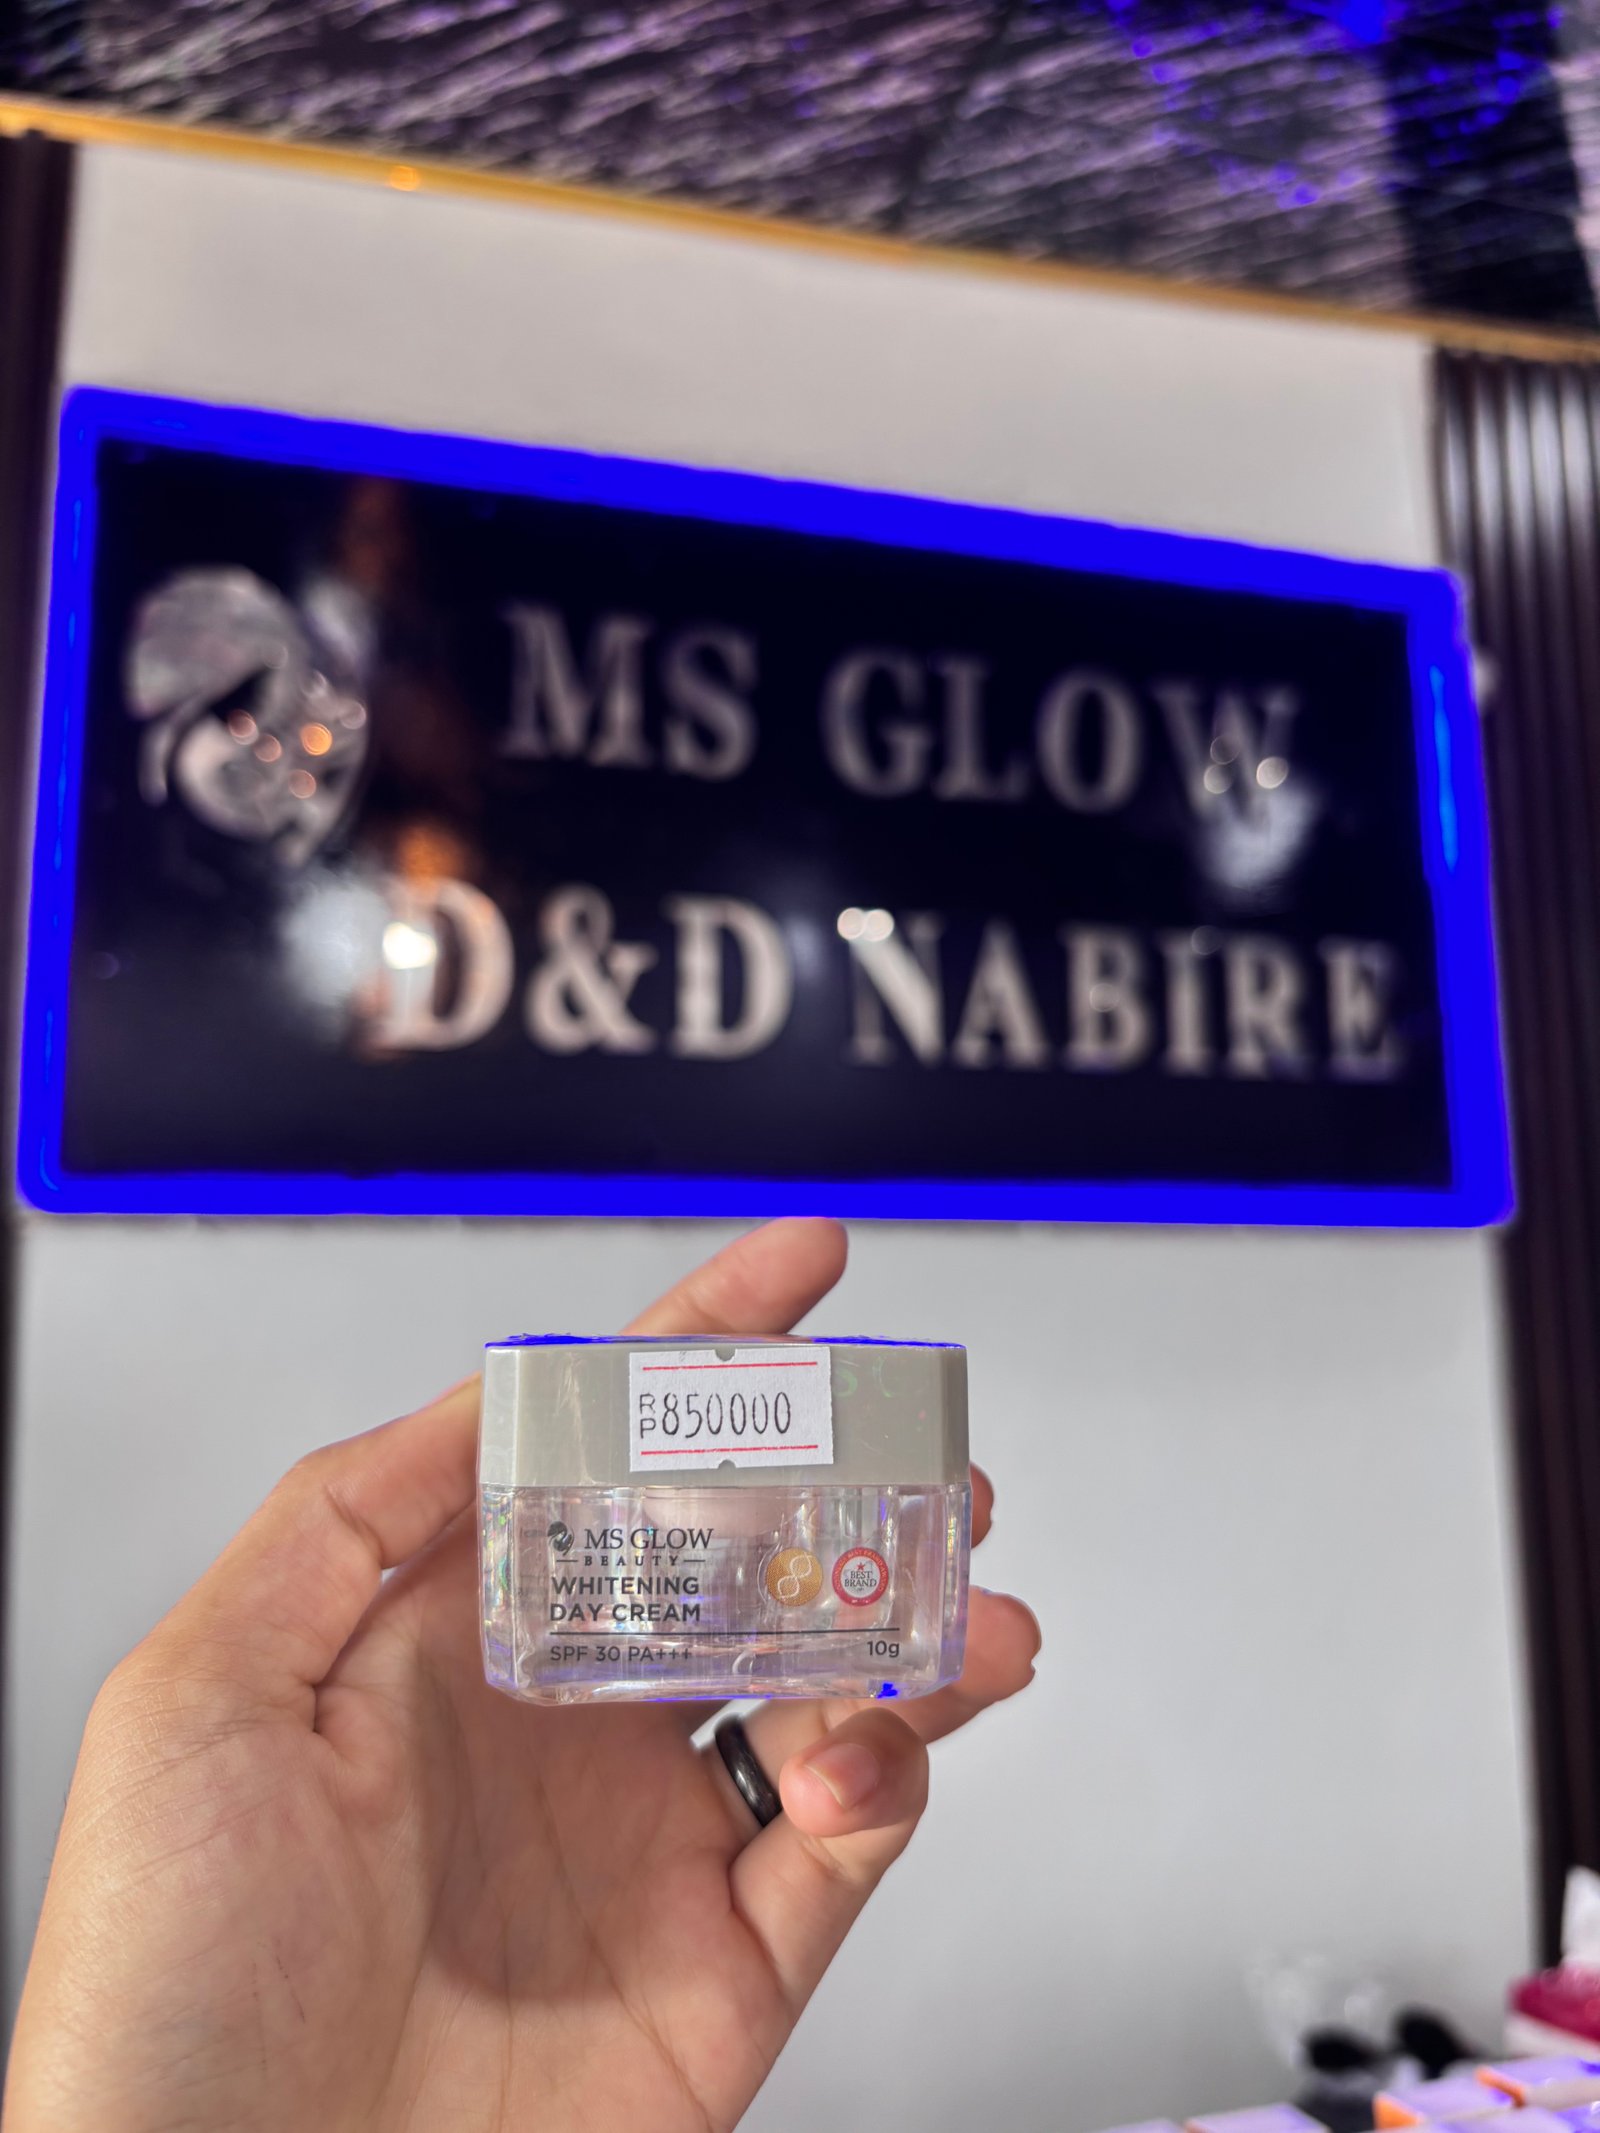 MS GLOW
D&D NABIRE
RP850000
MS GLOW
BEAUTY
WHITENING
DAY CREAM
SPF 30 PA+++
10g
BEST
BRAND